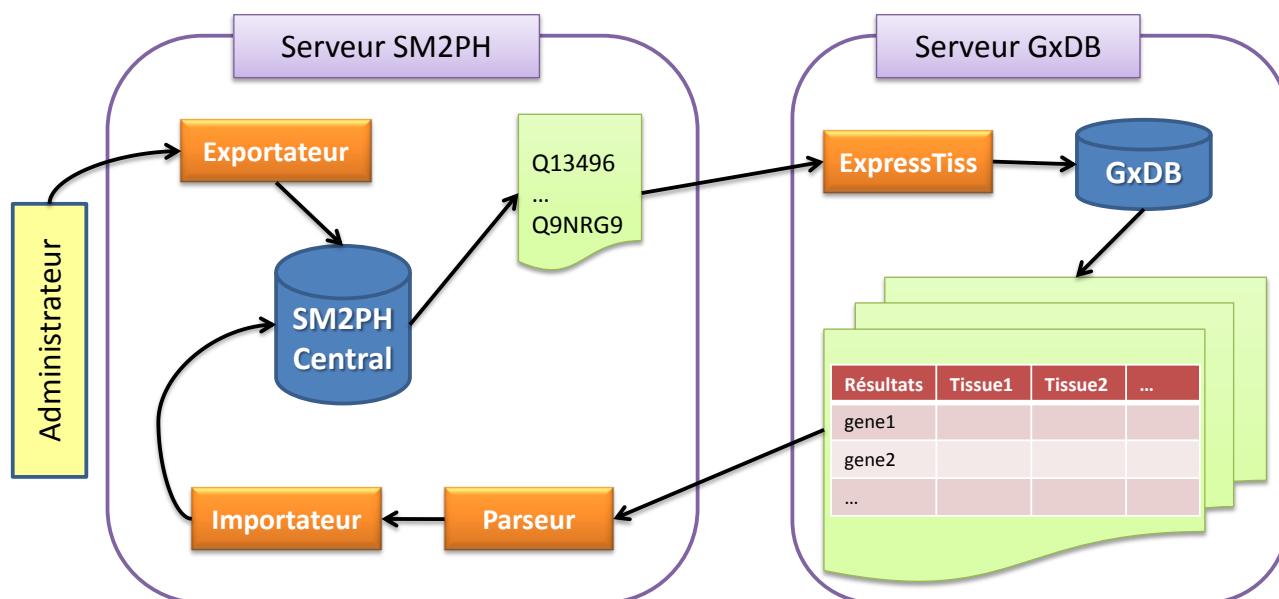 Serveur SM2PH
Serveur GxDB
Administrateur
Exportateur
Q13496
...
Q9NRG9
ExpressTiss
GxDB
SM2PH
Central
Résultats Tissue1 Tissue2 ...
gene1
gene2
...
Importateur
Parseur